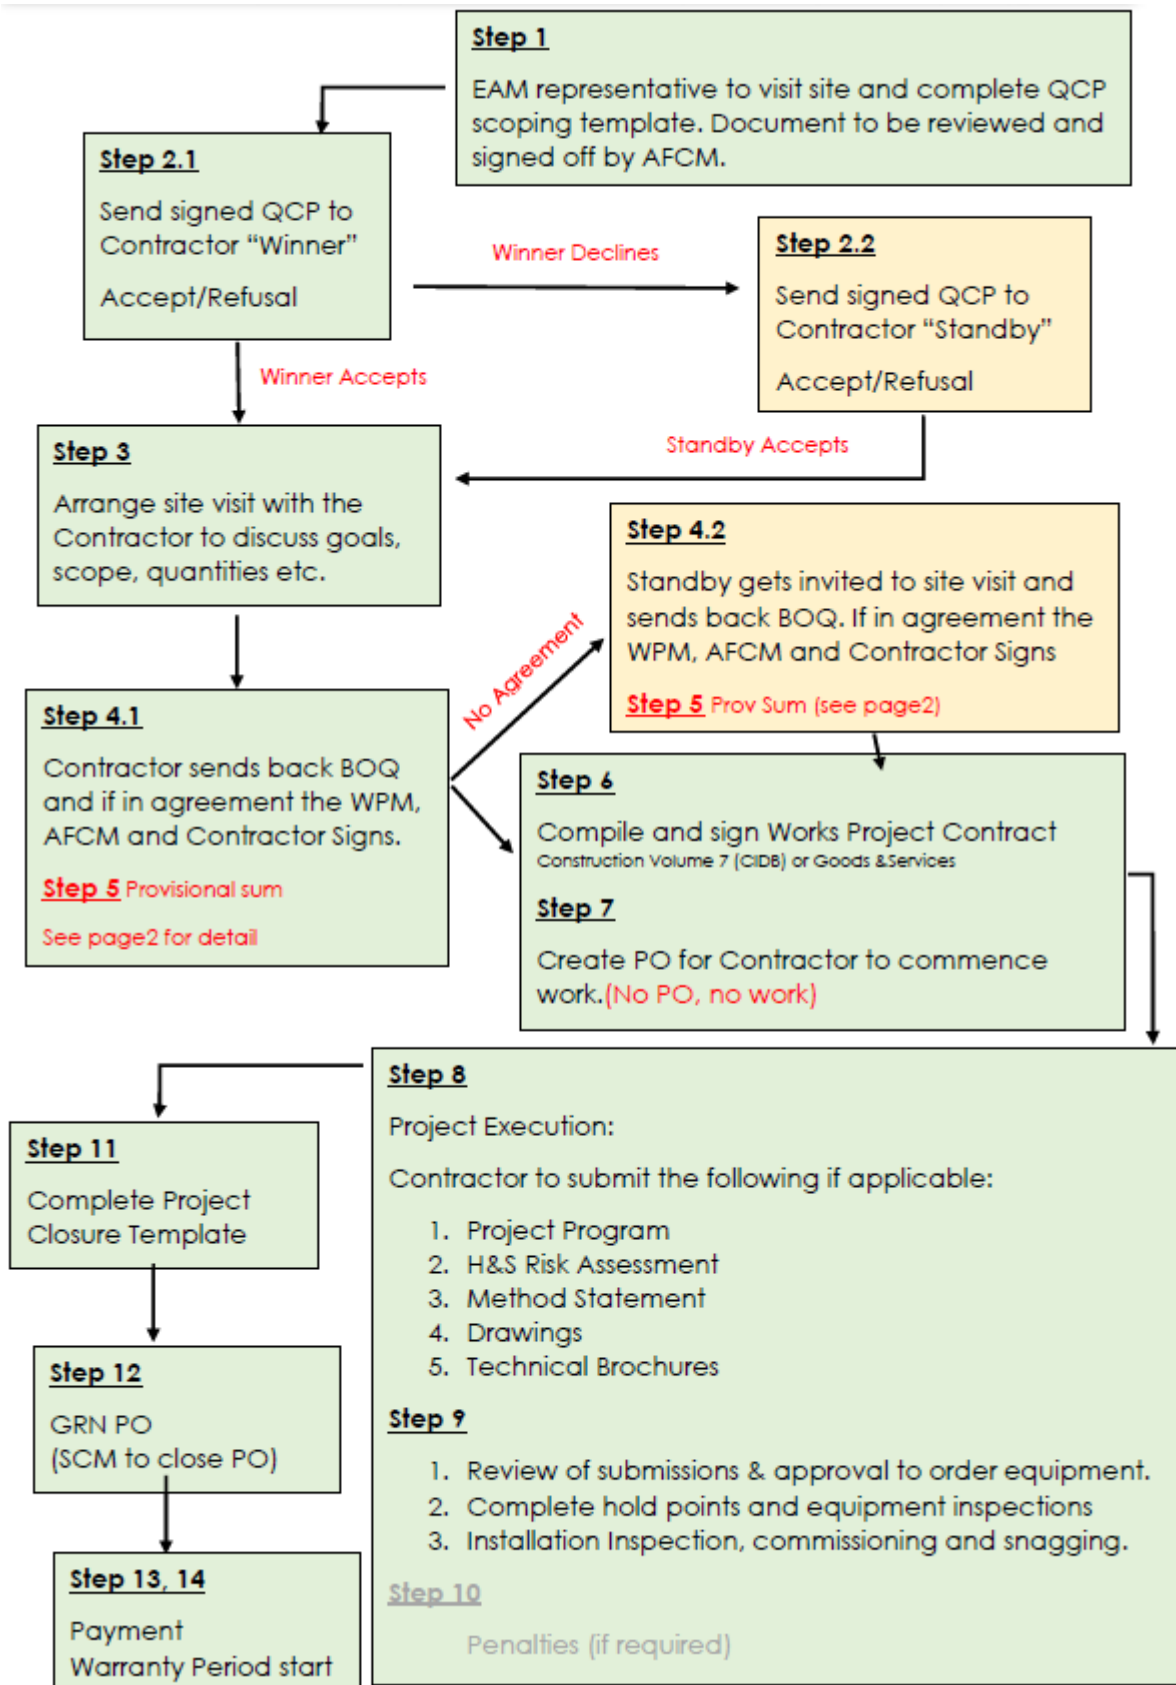 Step 1
EAM representative to visit site and complete QCP
scoping template. Document to be reviewed and
signed off by AFCM.
Step 2.1
Send signed QCP to
Contractor “Winner”
Accept/Refusal
Winner Declines
Step 2.2
Send signed QCP to
Contractor “Standby”
Accept/Refusal
Winner Accepts
Standby Accepts
Step 3
Arrange site visit with the
Contractor to discuss goals,
scope, quantities etc.
Step 4.2
Standby gets invited to site visit and
sends back BOQ. If in agreement the
WPM, AFCM and Contractor Signs
Step 5 Prov Sum (see page2)
No Agreement
Step 4.1
Contractor sends back BOQ
and if in agreement the WPM,
AFCM and Contractor Signs.
Step 5 Provisional sum
See page2 for detail
Step 6
Compile and sign Works Project Contract
Construction Volume 7 (CIDB) or Goods &Services
Step 7
Create PO for Contractor to commence
work.(No PO, no work)
Step 8
Project Execution:
Contractor to submit the following if applicable:
1. Project Program
2. H&S Risk Assessment
3. Method Statement
4. Drawings
5. Technical Brochures
Step 9
1. Review of submissions & approval to order equipment.
2. Complete hold points and equipment inspections
3. Installation Inspection, commissioning and snagging.
Step 10
Penalties (if required)
Step 11
Complete Project
Closure Template
Step 12
GRN PO
(SCM to close PO)
Step 13, 14
Payment
Warranty Period start